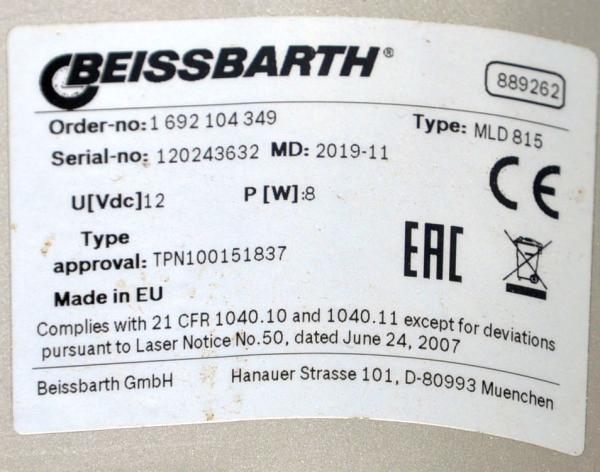 BEISSBARTH®
889262
Order-no:1 692 104 349
Type: MLD 815
Serial-no: 120243632 MD: 2019-11
CE
U[Vdc]12 P [W]:8
Type
approval: TPN100151837
EAC
Made in EU
Complies with 21 CFR 1040.10 and 1040.11 except for deviations
pursuant to Laser Notice No.50, dated June 24, 2007
Beissbarth GmbH Hanauer Strasse 101, D-80993 Muenchen